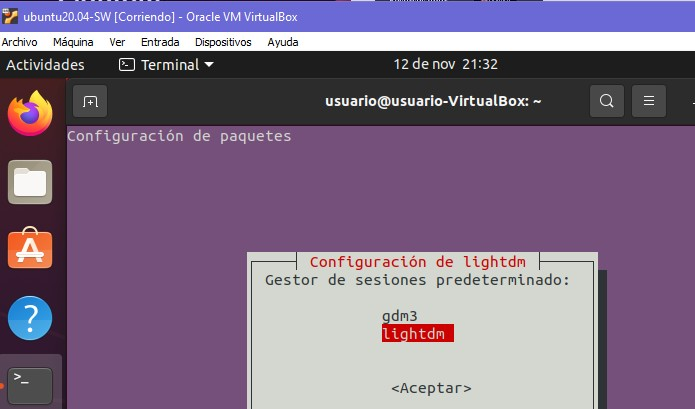 ubuntu20.04-SW [Corriendo] - Oracle VM VirtualBox
Archivo Máquina Ver Entrada Dispositivos Ayuda
Actividades Terminal 12 de nov 21:32
usuario@usuario-VirtualBox: ~
Configuración de paquetes
Configuración de lightdm
Gestor de sesiones predeterminado:
gdm3
lightdm
<Aceptar>